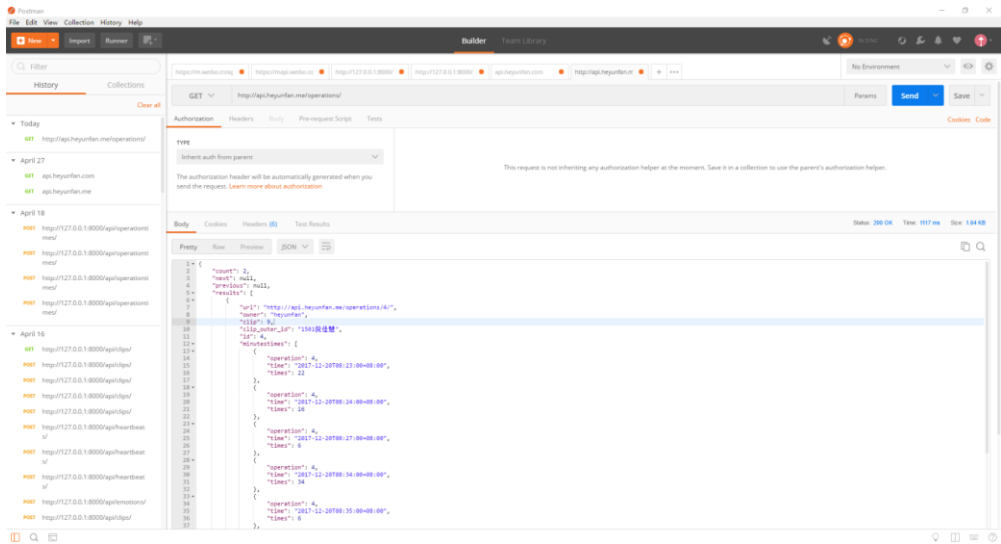 Postman
File Edit View Collection History Help
New Import Runner
Builder Team Library
IN SYNC
Filter
History Collections
Clear all
Today
GET http://api.heyunfan.me/operations/
April 27
GET api.heyunfan.com
GET api.heyunfan.me
April 18
POST http://127.0.0.1:8000/api/operationti
mes/
POST http://127.0.0.1:8000/api/operationti
mes/
POST http://127.0.0.1:8000/api/operationti
mes/
POST http://127.0.0.1:8000/api/operationti
mes/
April 16
GET http://127.0.0.1:8000/api/clips/
POST http://127.0.0.1:8000/api/clips/
POST http://127.0.0.1:8000/api/clips/
POST http://127.0.0.1:8000/api/heartbeat
s/
POST http://127.0.0.1:8000/api/heartbeat
s/
POST http://127.0.0.1:8000/api/heartbeat
s/
POST http://127.0.0.1:8000/api/emotions/
POST http://127.0.0.1:8000/api/clips/
http://127.0.0.1:8000/ http://127.0.0.1:8000/ api.heyunfan.com http://api.heyunfan.m
No Environment
GET http://api.heyunfan.me/operations/ Params Send Save
Authorization Headers Body Pre-request Script Tests Cookies Code
TYPE
Inherit auth from parent
The authorization header will be automatically generated when you
send the request. Learn more about authorization
This request is not inheriting any authorization helper at the moment. Save it in a collection to use the parent's authorization helper.
Body Cookies Headers (6) Test Results Status: 200 OK Time: 1117 ms Size: 1.64 KB
Pretty Raw Preview JSON
1 {
2 "count": 2,
3 "next": null,
4 "previous": null,
5 "results": [
6 {
7 "url": "http://api.heyunfan.me/operations/4/",
8 "owner": "heyunfan",
9 "clip": 9,
10 "clip_outer_id":
11 "id": 4,
12 "minutestimes": [
13 {
14 "operation": 4,
15 "time": "2017-12-20T08:23:00+08:00",
16 "times": 22
17 },
18 {
19 "operation": 4,
20 "time": "2017-12-20T08:24:00+08:00",
21 "times": 16
22 },
23 {
24 "operation": 4,
25 "time": "2017-12-20T08:27:00+08:00",
26 "times": 6
27 },
28 {
29 "operation": 4,
30 "time": "2017-12-20T08:34:00+08:00",
31 "times": 34
32 },
33 {
34 "operation": 4,
35 "time": "2017-12-20T08:35:00+08:00",
36 "times": 6
37 },